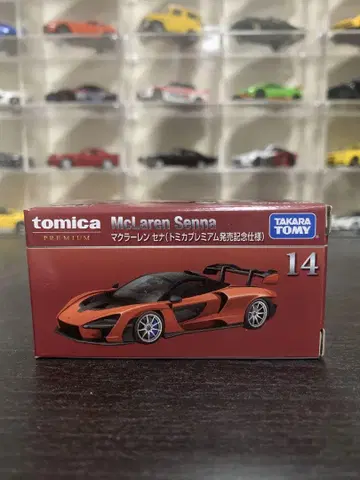 tomica
PREMIUM
McLaren Senna
マクラーレン セナ(トミカプレミアム発売記念仕様)
TAKARA
TOMY
14